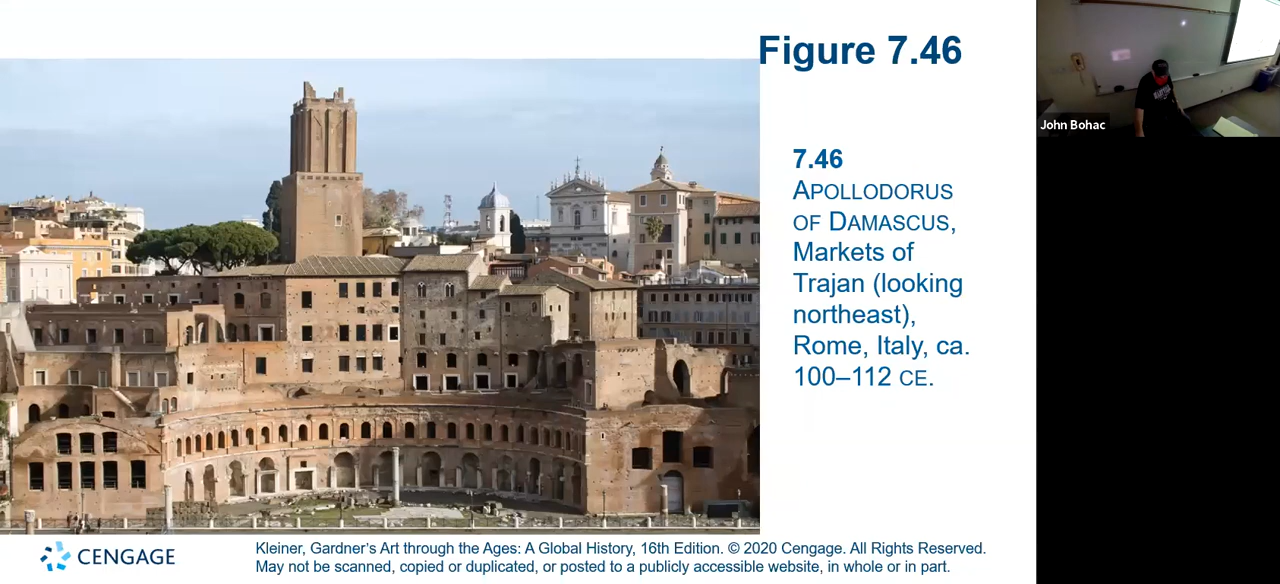 Figure 7.46
7.46
APOLLODORUS
OF DAMASCUS,
Markets of
Trajan (looking
northeast),
Rome, Italy, ca.
100–112 CE.
CENGAGE
Kleiner, Gardner's Art through the Ages: A Global History, 16th Edition. © 2020 Cengage. All Rights Reserved.
May not be scanned, copied or duplicated, or posted to a publicly accessible website, in whole or in part.
John Bohac